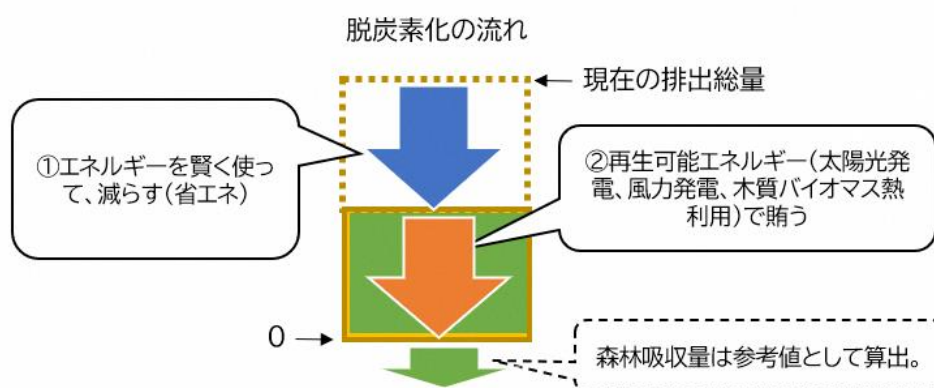 脱炭素化の流れ
現在の排出総量
①エネルギーを賢く使っ
て、減らす(省エネ)
②再生可能エネルギー(太陽光発
電、風力発電、木質バイオマス熱
利用)で賄う
0
森林吸収量は参考値として算出。